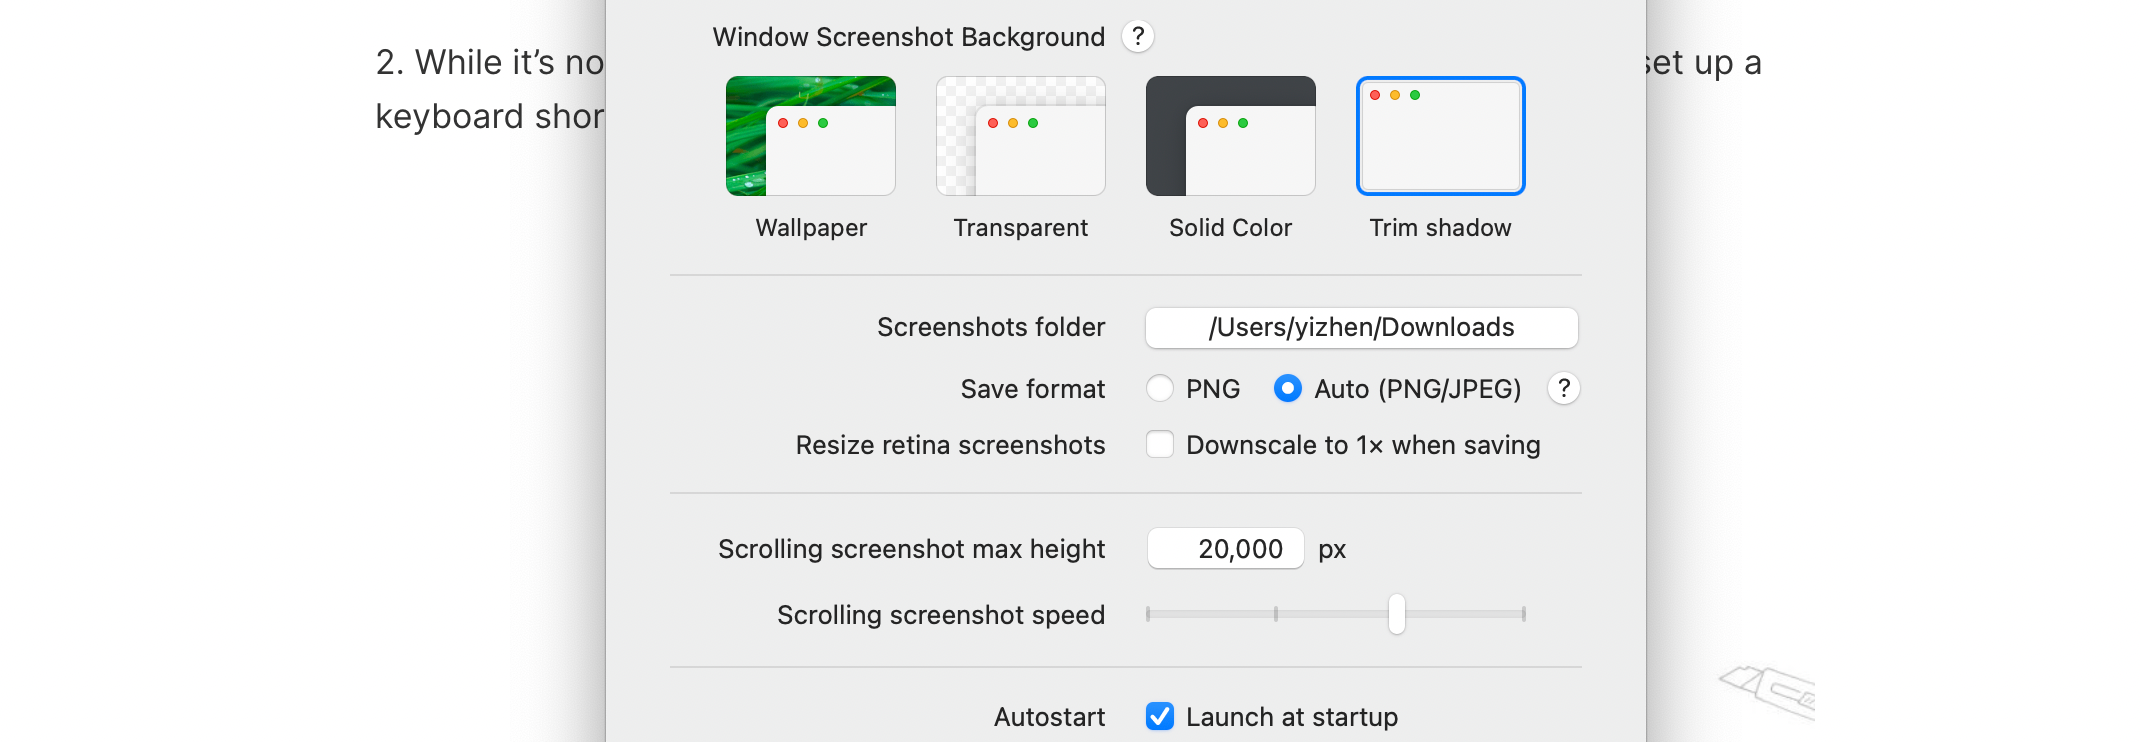 2. While it’s no
set up a
keyboard shor
Window Screenshot Background ?
Wallpaper Transparent Solid Color Trim shadow
Screenshots folder /Users/yizhen/Downloads
Save format PNG Auto (PNG/JPEG) ?
Resize retina screenshots Downscale to 1× when saving
Scrolling screenshot max height 20,000 px
Scrolling screenshot speed
Autostart Launch at startup